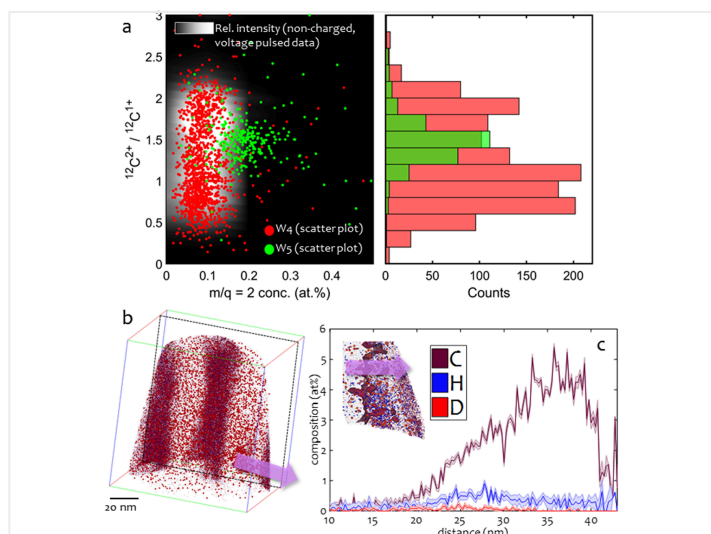 a
Rel. intensity (non-charged,
voltage pulsed data)
3
2.5
2
1.5
1
0.5
0
¹²C²⁺ / ¹²C¹⁺
W4 (scatter plot)
W5 (scatter plot)
0 0.1 0.2 0.3 0.4
m/q = 2 conc. (at.%)
0 50 100 150 200
Counts
b
20 nm
c
C
H
D
6
5
4
3
2
1
0
composition (at%)
10 15 20 25 30 35 40
distance (nm)